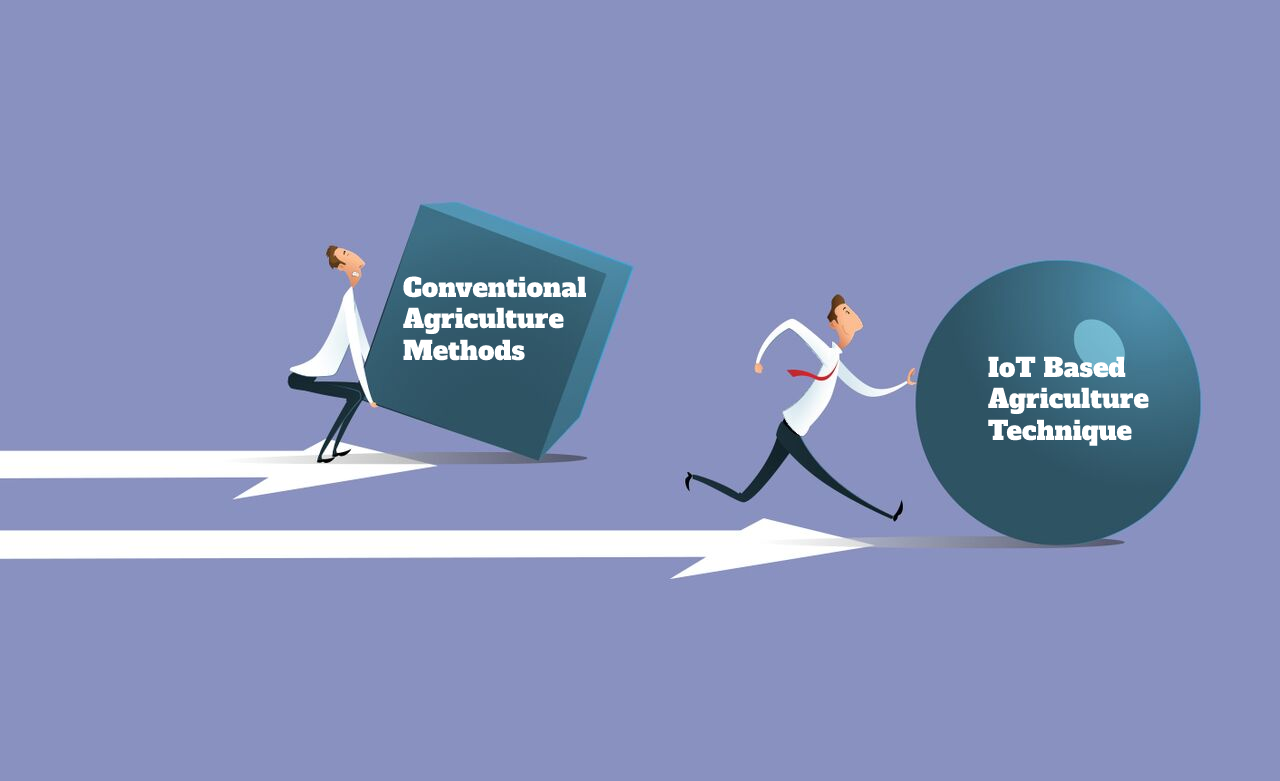 Conventional
Agriculture
Methods
IoT Based
Agriculture
Technique